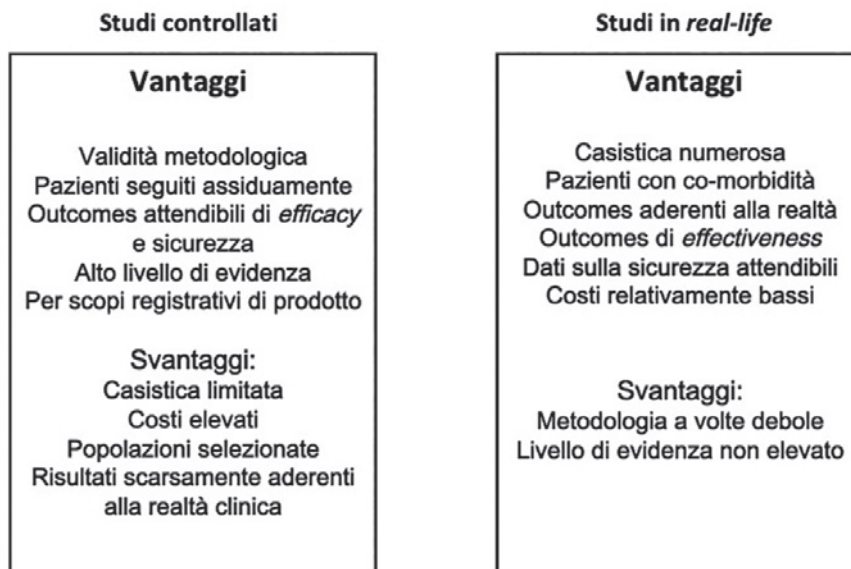 Studi controllati
Vantaggi
Validità metodologica
Pazienti seguiti assiduamente
Outcomes attendibili di efficacy
e sicurezza
Alto livello di evidenza
Per scopi registrativi di prodotto
Svantaggi:
Casistica limitata
Costi elevati
Popolazioni selezionate
Risultati scarsamente aderenti
alla realtà clinica
Studi in real-life
Vantaggi
Casistica numerosa
Pazienti con co-morbidità
Outcomes aderenti alla realtà
Outcomes di effectiveness
Dati sulla sicurezza attendibili
Costi relativamente bassi
Svantaggi:
Metodologia a volte debole
Livello di evidenza non elevato